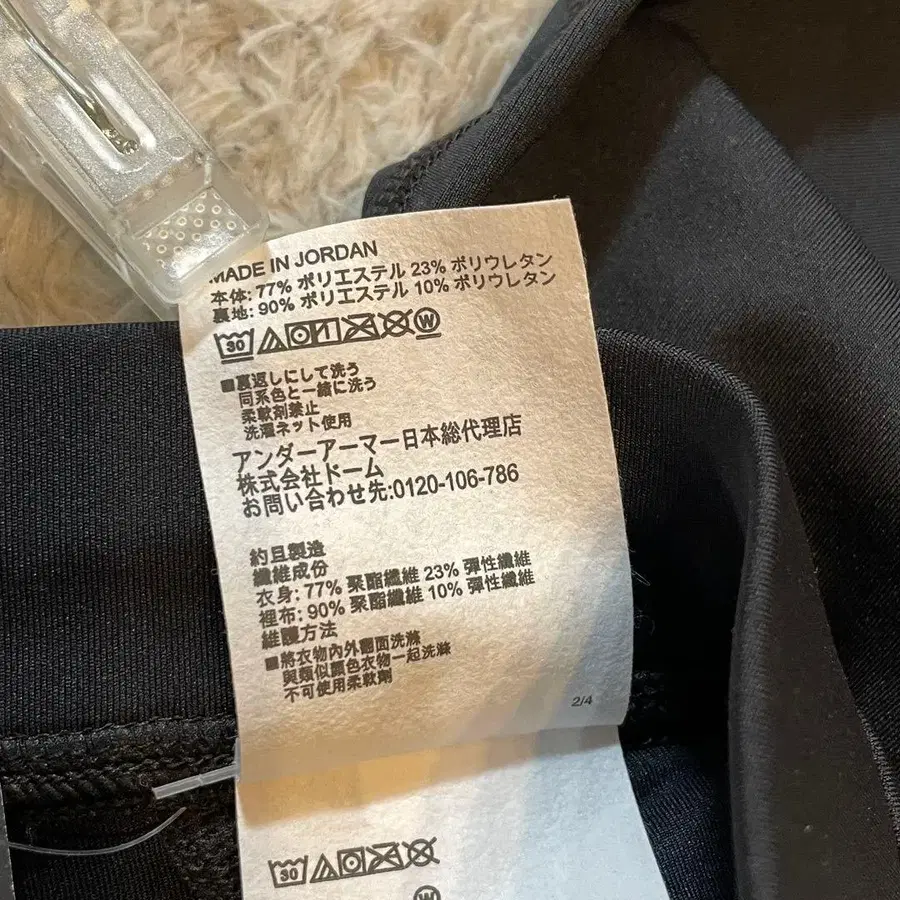 MADE IN JORDAN
本体: 77% ポリエステル 23% ポリウレタン
裏地: 90% ポリエステル 10% ポリウレタン
30 W
■裏返しにして洗う
同系色と一緒に洗う
柔軟剤禁止
洗濯ネット使用
アンダーアーマー日本総代理店
株式会社ドーム
お問い合わせ先:0120-106-786
約旦製造
纖維成份
衣身: 77% 聚酯纖維 23% 彈性纖維
裡布: 90% 聚酯纖維 10% 彈性纖維
維護方法
■將衣物內外翻面洗滌
與類似顏色衣物一起洗滌
不可使用柔軟劑
2/4
30
W